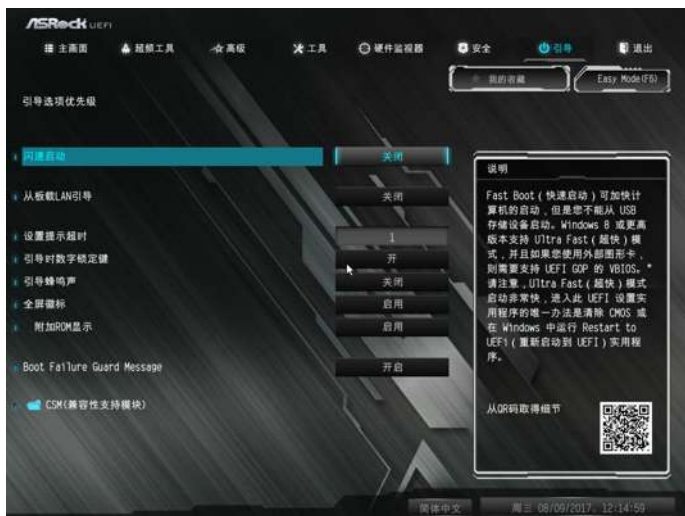 ASRock UEFI
主画面 超频工具 高级 工具 硬件监视器 安全 引导 退出
我的收藏 Easy Mode(F6)
引导选项优先级
闪速启动 关闭
从板载LAN引导 关闭
设置提示超时 1
引导时数字锁定键 开
引导蜂鸣声 关闭
全屏徽标 启用
附加ROM显示 启用
Boot Failure Guard Message 开启
CSM(兼容性支持模块)
说明
Fast Boot(快速启动)可加快计
算机的启动，但是您不能从 USB
存储设备启动。Windows 8 或更高
版本支持 Ultra Fast(超快)模
式，并且如果您使用外部图形卡，
则需要支持 UEFI GOP 的 VBIOS。*
请注意，Ultra Fast(超快)模式
启动非常快，进入此 UEFI 设置实
用程序的唯一办法是清除 CMOS 或
在 Windows 中运行 Restart to
UEFI(重新启动到 UEFI)实用程
序。
从QR码取得细节
简体中文 周三 08/09/2017, 12:14:59